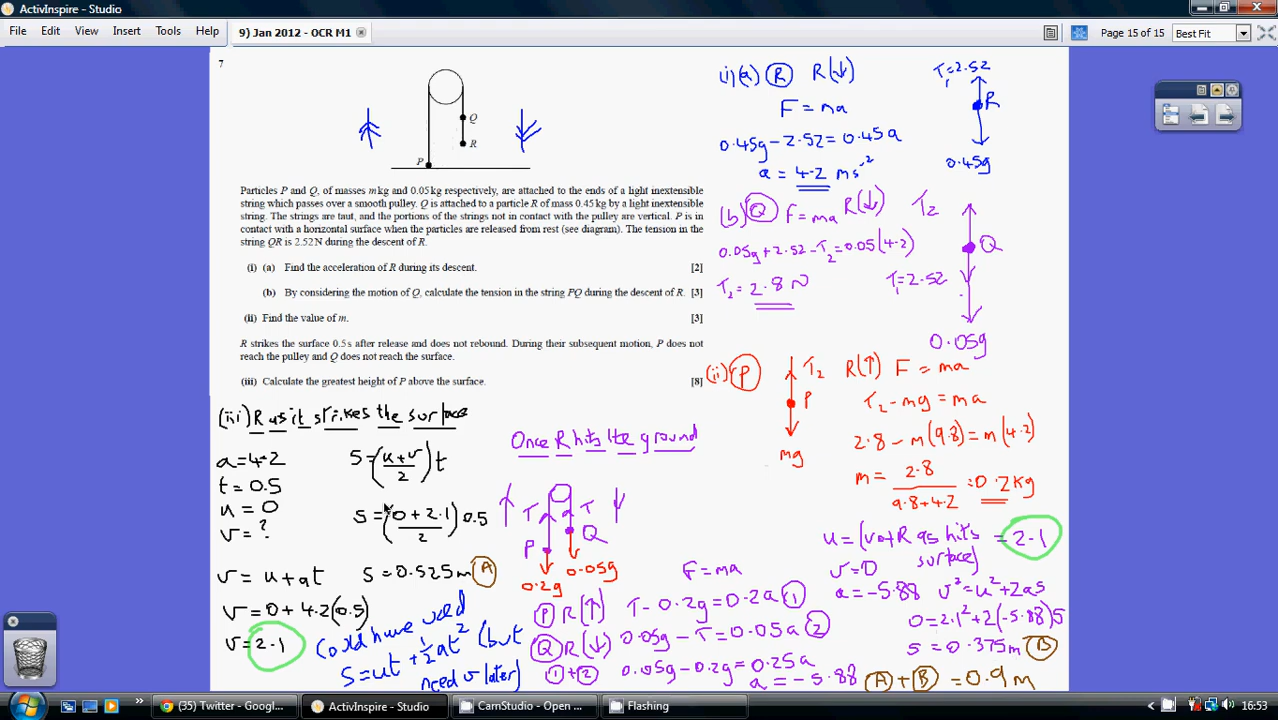 ActivInspire - Studio
File Edit View Insert Tools Help
9) Jan 2012 - OCR M1
Page 15 of 15
Best Fit
7
Q
R
P
Particles P and Q, of masses m kg and 0.05 kg respectively, are attached to the ends of a light inextensible
string which passes over a smooth pulley. Q is attached to a particle R of mass 0.45 kg by a light inextensible
string. The strings are taut, and the portions of the strings not in contact with the pulley are vertical. P is in
contact with a horizontal surface when the particles are released from rest (see diagram). The tension in the
string QR is 2.52 N during the descent of R.
(i) (a) Find the acceleration of R during its descent. [2]
(b) By considering the motion of Q, calculate the tension in the string PQ during the descent of R. [3]
(ii) Find the value of m. [3]
R strikes the surface 0.5 s after release and does not rebound. During their subsequent motion, P does not
reach the pulley and Q does not reach the surface.
(iii) Calculate the greatest height of P above the surface. [8]
(i)(a) R R(↓)
F = ma
0.45g - 2.52 = 0.45a
a = 4.2 ms⁻²
T₁=2.52
R
0.45g
(b) Q F = ma R(↓)
0.05g + 2.52 - T₂ = 0.05(4.2)
T₂ = 2.8 N
T₂
Q
T₁=2.52
0.05g
(ii) P
T₂
P
mg
R(↑) F = ma
T₂ - mg = ma
2.8 - m(9.8) = m(4.2)
m = 2.8 / 9.8+4.2 = 0.2kg
(iii) R as it strikes the surface
a = 4.2
t = 0.5
u = 0
v = ?
v = u + at
v = 0 + 4.2(0.5)
v = 2.1
s = (u+v / 2) t
s = (0 + 2.1 / 2) 0.5
s = 0.525m A
Could have used
s = ut + ½at² (but
need v later)
Once R hits the ground
T T
P Q
0.2g 0.05g
F = ma
P R(↑) T - 0.2g = 0.2a 1
Q R(↓) 0.05g - T = 0.05a 2
1 + 2 0.05g - 0.2g = 0.25a
a = -5.88
u = (v of R as hits surface) = 2.1
v = 0
a = -5.88 v² = u² + 2as
0 = 2.1² + 2(-5.88)s
s = 0.375m B
A + B = 0.9 m
(35) Twitter - Googl...
ActivInspire - Studio
CamStudio - Open ...
Flashing
16:53